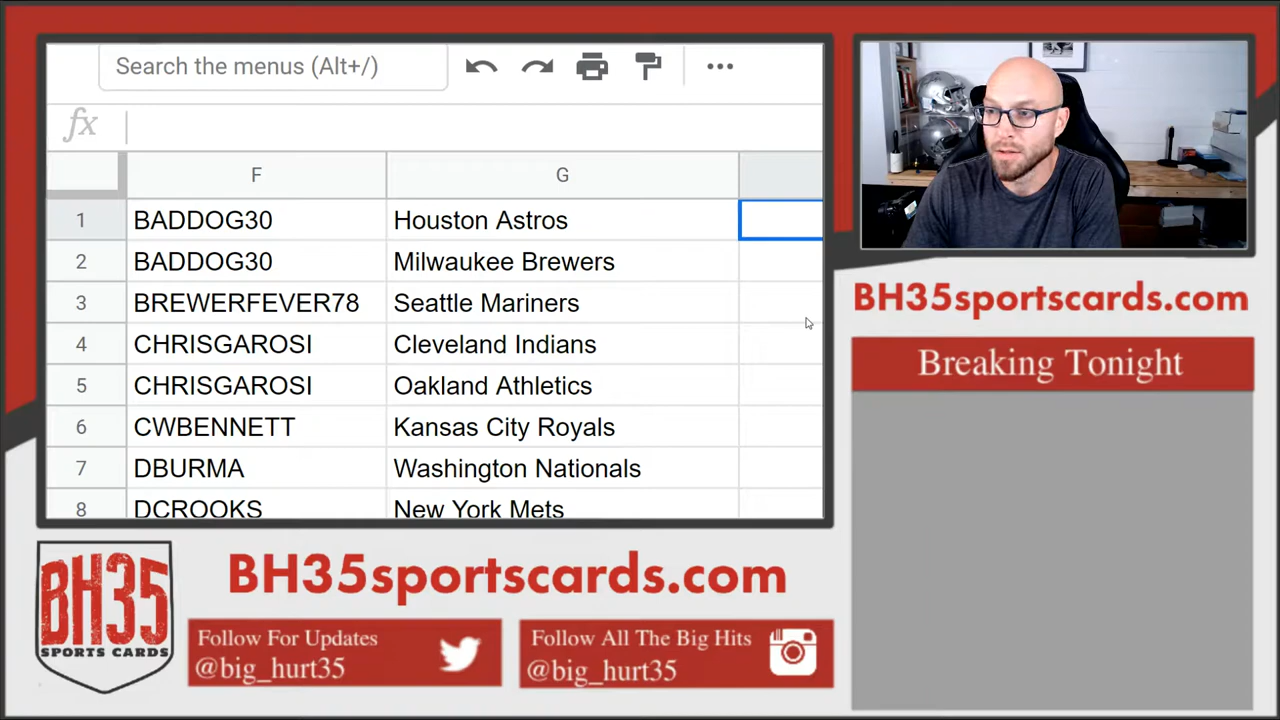 Search the menus (Alt+/)
fx
F G
1 BADDOG30 Houston Astros
2 BADDOG30 Milwaukee Brewers
3 BREWERFEVER78 Seattle Mariners
4 CHRISGAROSI Cleveland Indians
5 CHRISGAROSI Oakland Athletics
6 CWBENNETT Kansas City Royals
7 DBURMA Washington Nationals
8 DCROOKS New York Mets
BH35sportscards.com
Breaking Tonight
BH35
SPORTS CARDS
BH35sportscards.com
Follow For Updates
@big_hurt35
Follow All The Big Hits
@big_hurt35